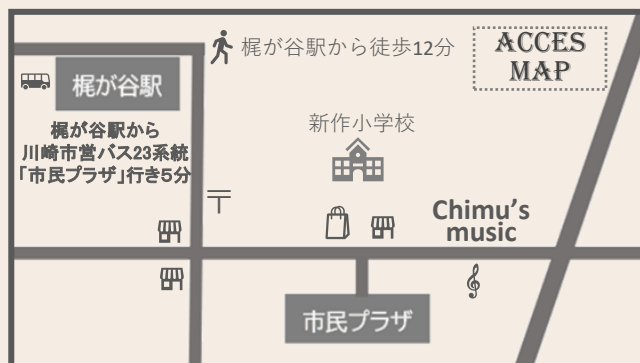 梶が谷駅から徒歩12分
ACCES
MAP
梶が谷駅
梶が谷駅から
川崎市営バス23系統
「市民プラザ」行き5分
新作小学校
〒
Chimu's
music
市民プラザ